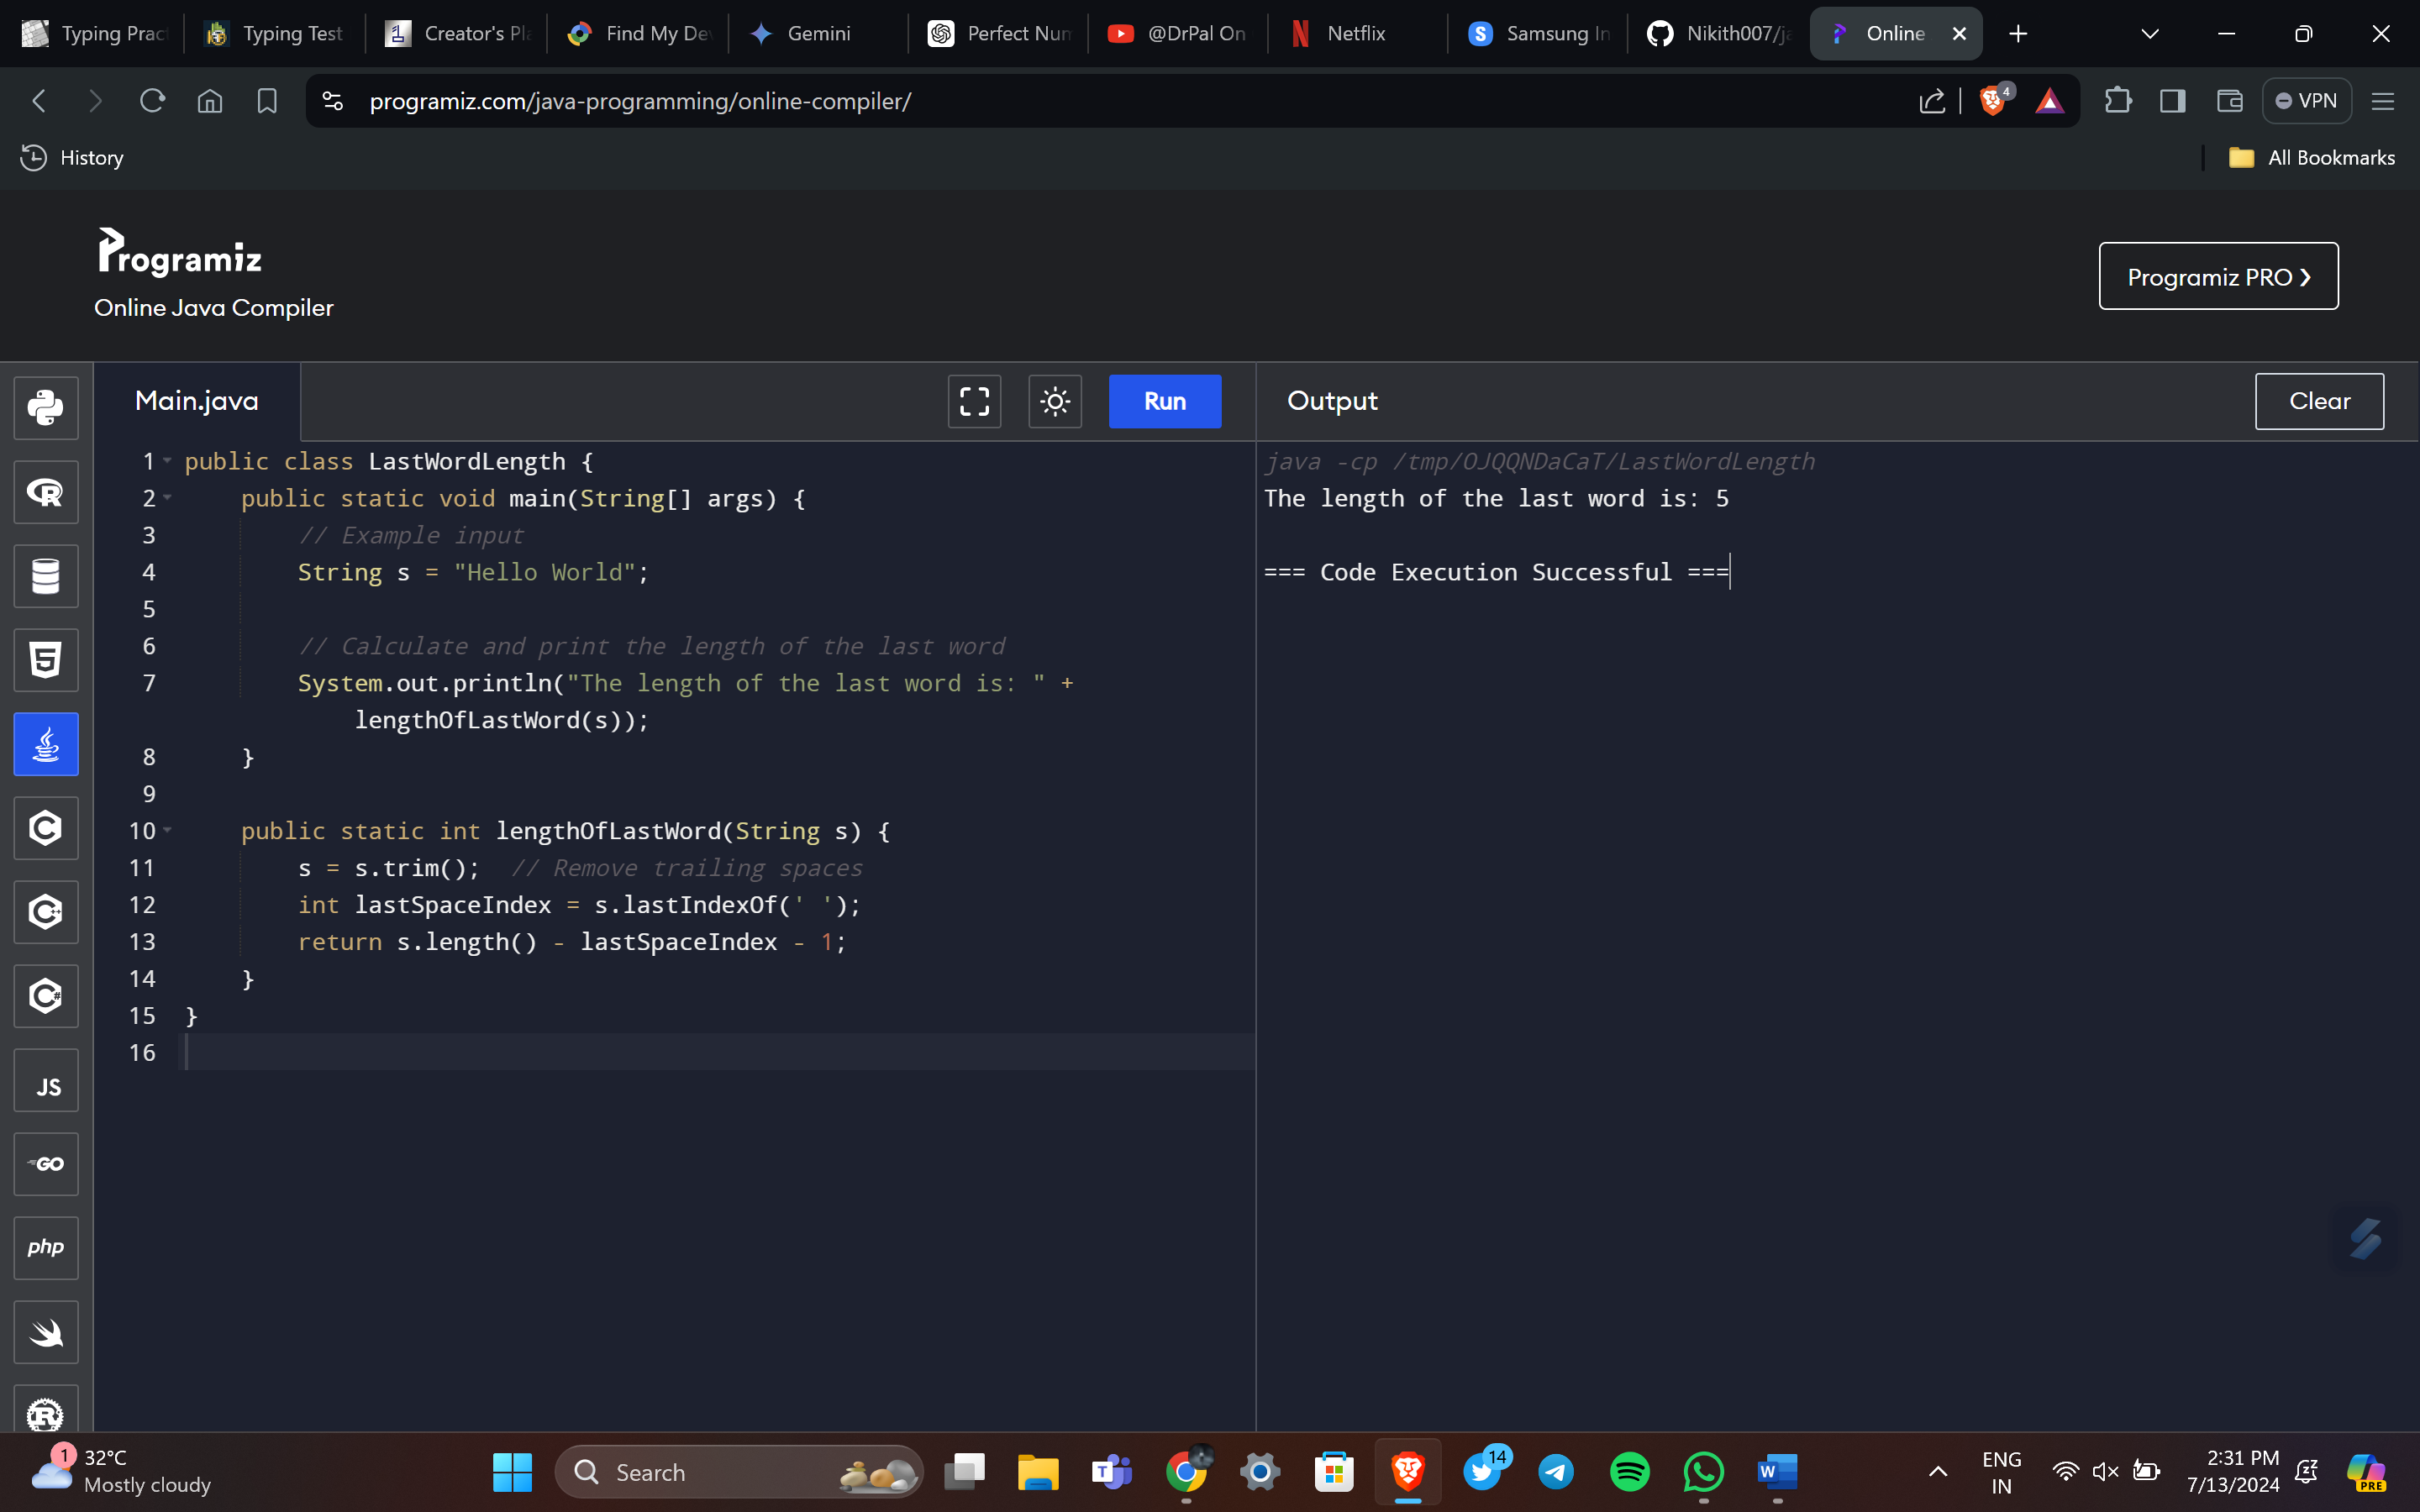 Typing Prac Typing Test Creator's Pl Find My De Gemini Perfect Num @DrPal On Netflix Samsung In Nikith007/ja Online
programiz.com/java-programming/online-compiler/ 4 VPN
History All Bookmarks
Programiz
Online Java Compiler
Programiz PRO ❯
Main.java Run Output Clear
1 public class LastWordLength {
2 public static void main(String[] args) {
3 // Example input
4 String s = "Hello World";
5
6 // Calculate and print the length of the last word
7 System.out.println("The length of the last word is: " +
lengthOfLastWord(s));
8 }
9
10 public static int lengthOfLastWord(String s) {
11 s = s.trim(); // Remove trailing spaces
12 int lastSpaceIndex = s.lastIndexOf(' ');
13 return s.length() - lastSpaceIndex - 1;
14 }
15 }
16
java -cp /tmp/OJQQNDaCaT/LastWordLength
The length of the last word is: 5
=== Code Execution Successful ===
R
5
C
C++
C#
JS
GO
php
R
1 32°C
Mostly cloudy
Search
T
14
W
ENG
IN
2:31 PM
7/13/2024
PRE